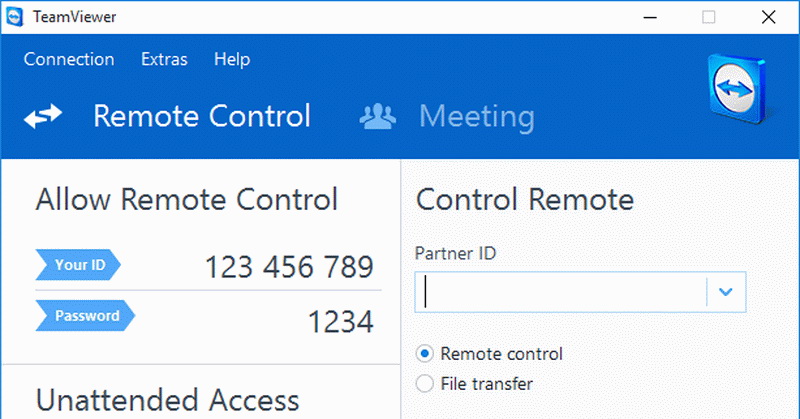 TeamViewer
Connection Extras Help
Remote Control Meeting
Allow Remote Control
Your ID 123 456 789
Password 1234
Unattended Access
Control Remote
Partner ID
Remote control
File transfer